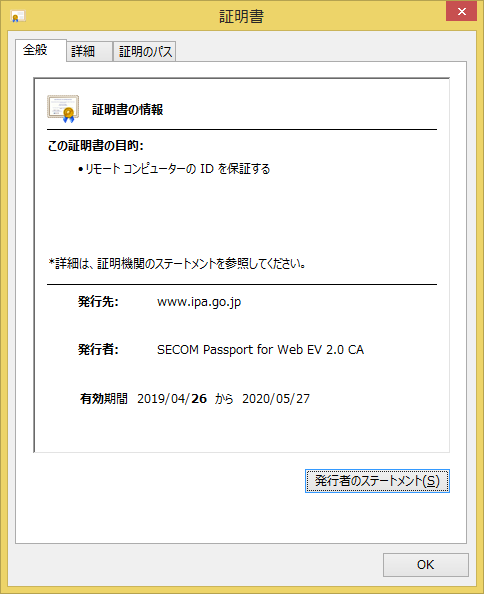 証明書
全般 詳細 証明のパス
証明書の情報
この証明書の目的:
•リモート コンピューターの ID を保証する
*詳細は、証明機関のステートメントを参照してください。
発行先: www.ipa.go.jp
発行者: SECOM Passport for Web EV 2.0 CA
有効期間 2019/04/26 から 2020/05/27
発行者のステートメント(S)
OK